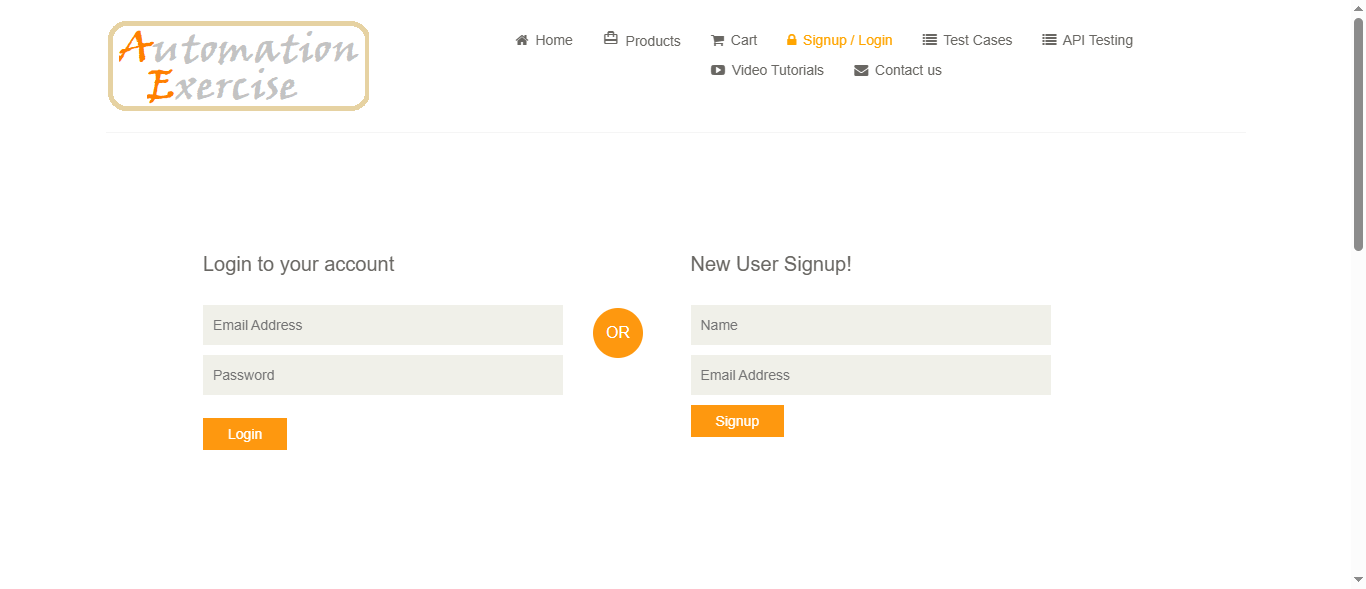 Automation
Exercise
Home Products Cart Signup / Login Test Cases API Testing
Video Tutorials Contact us
Login to your account
Email Address
Password
Login
OR
New User Signup!
Name
Email Address
Signup